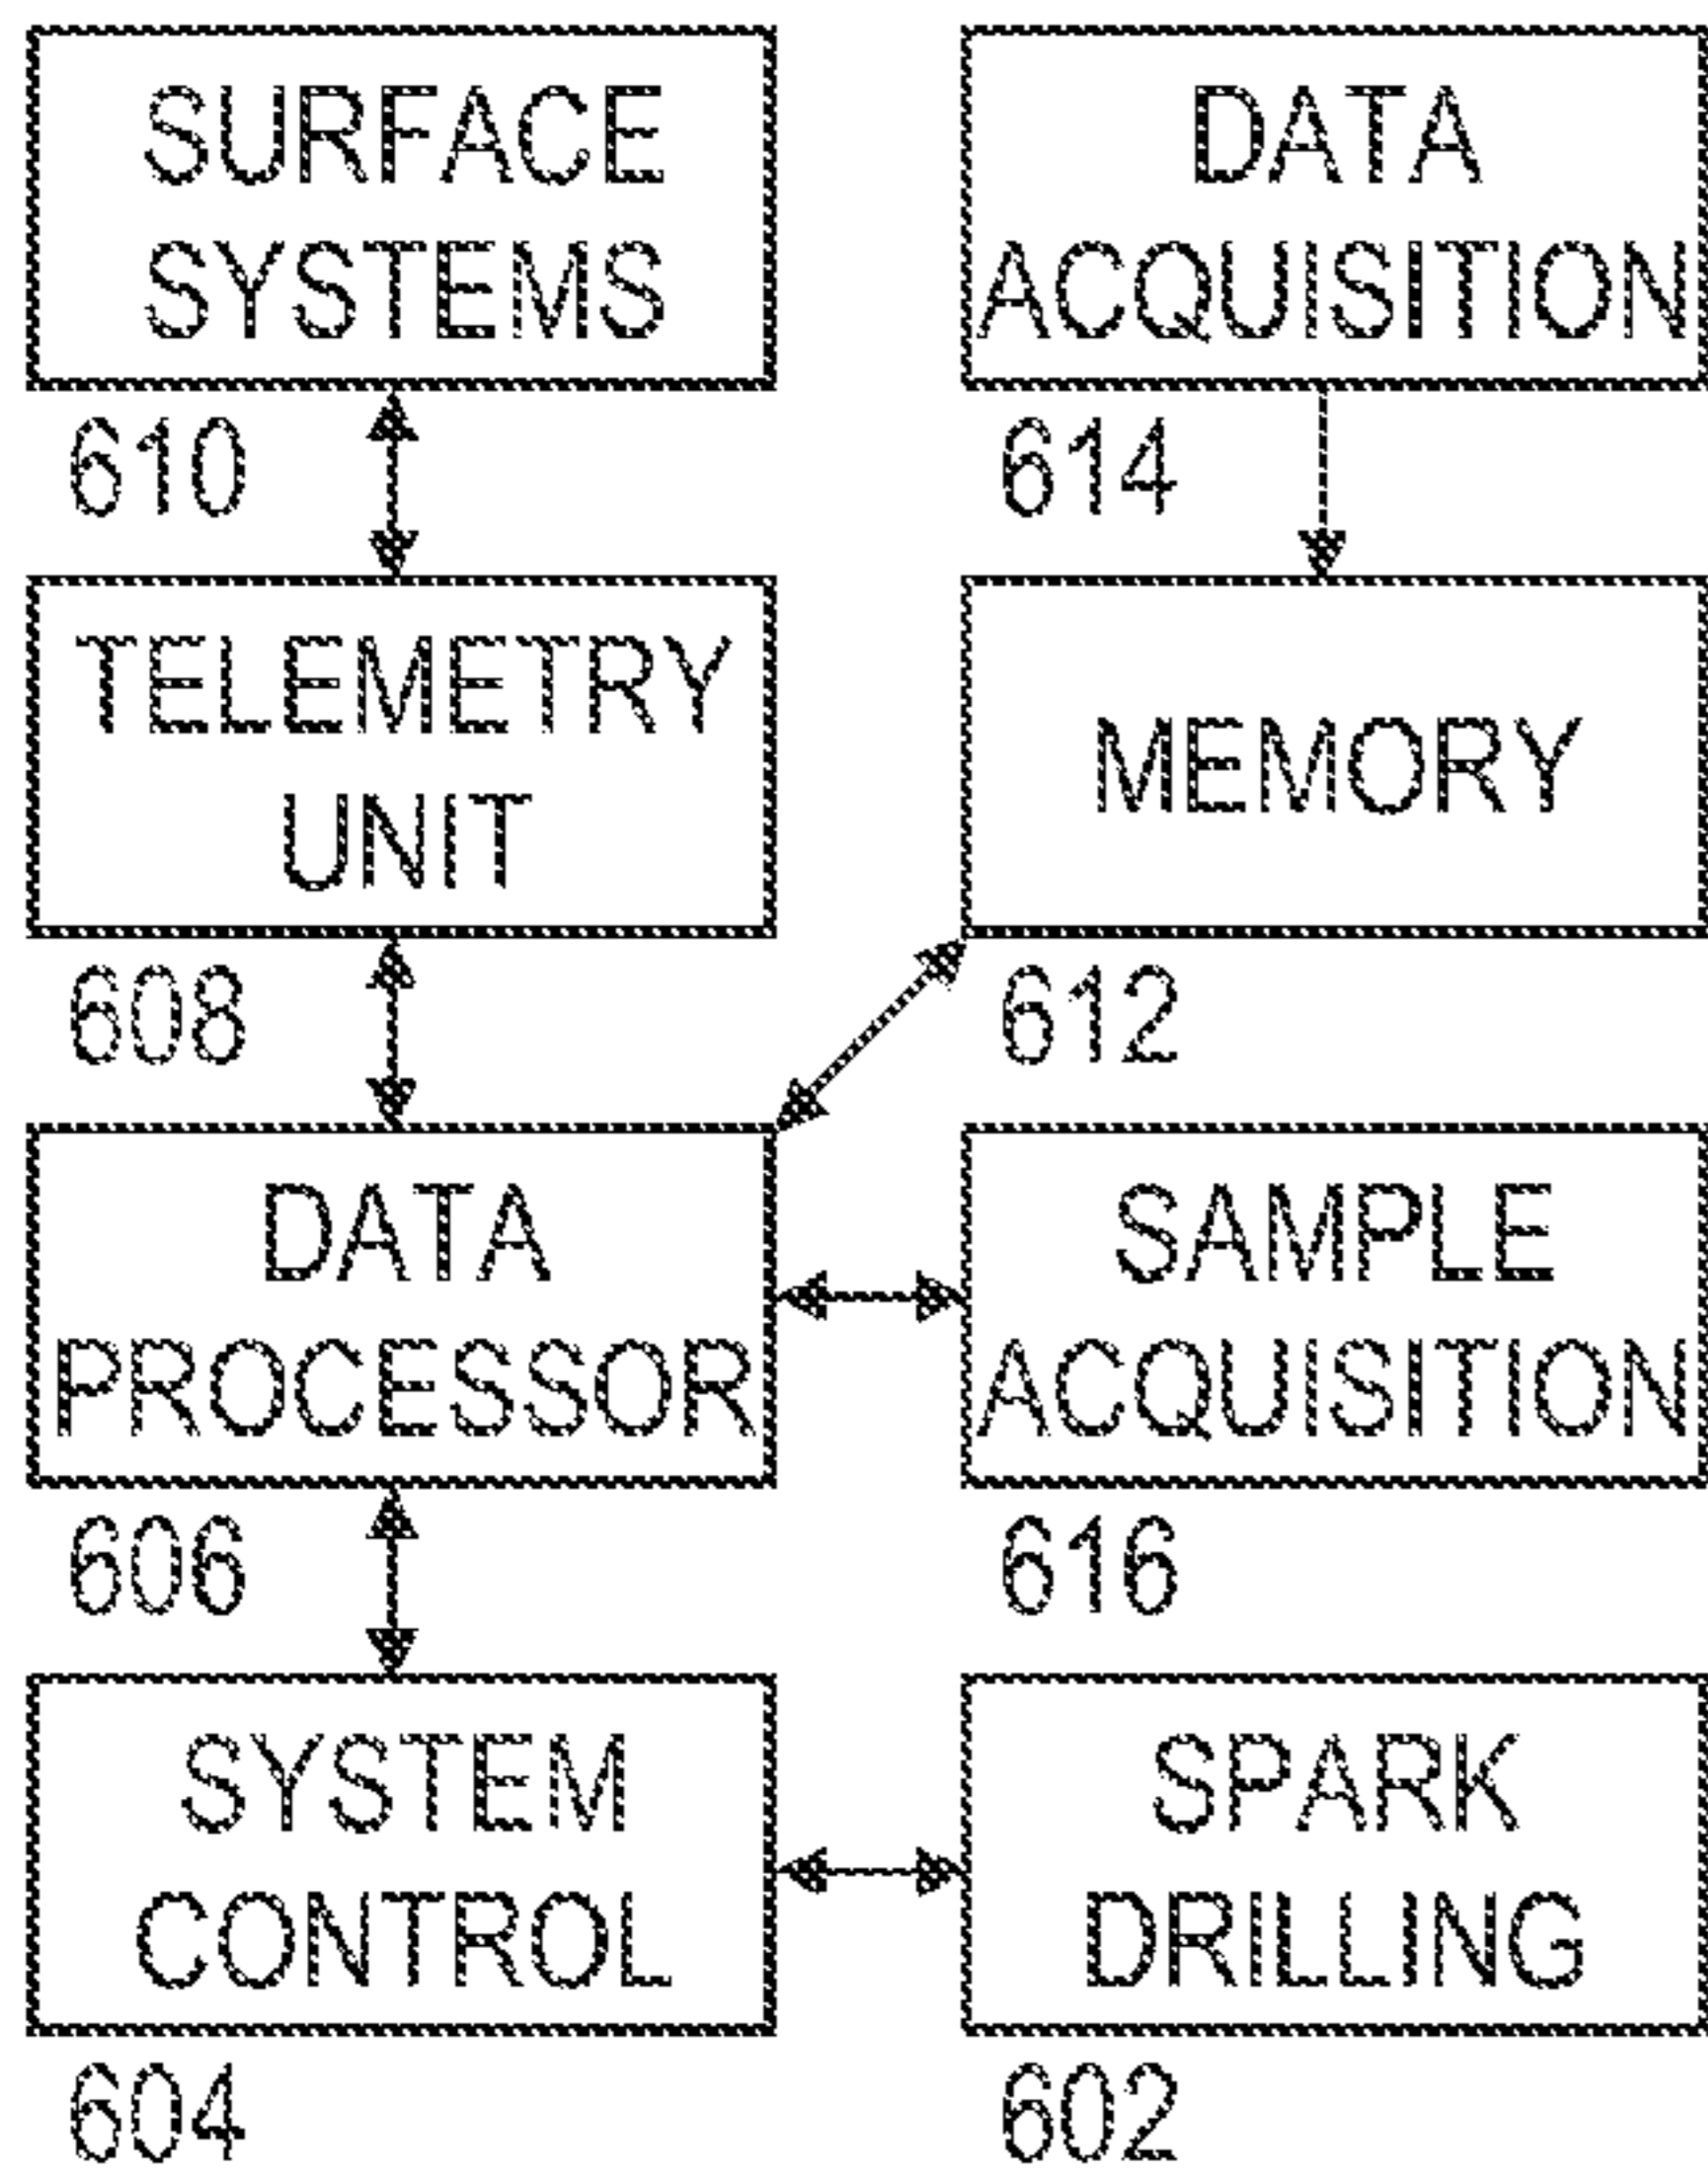 SURFACE
SYSTEMS
610
DATA
ACQUISITION
614
TELEMETRY
UNIT
608
MEMORY
612
DATA
PROCESSOR
606
SAMPLE
ACQUISITION
616
SYSTEM
CONTROL
604
SPARK
DRILLING
602